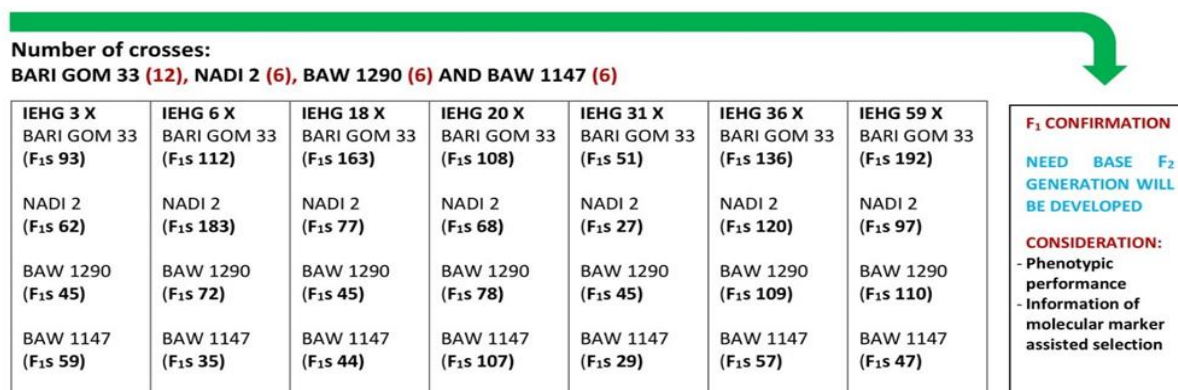 Number of crosses:
BARI GOM 33 (12), NADI 2 (6), BAW 1290 (6) AND BAW 1147 (6)
IEHG 3 X
BARI GOM 33
(F₁s 93)
NADI 2
(F₁s 62)
BAW 1290
(F₁s 45)
BAW 1147
(F₁s 59)
IEHG 6 X
BARI GOM 33
(F₁s 112)
NADI 2
(F₁s 183)
BAW 1290
(F₁s 72)
BAW 1147
(F₁s 35)
IEHG 18 X
BARI GOM 33
(F₁s 163)
NADI 2
(F₁s 77)
BAW 1290
(F₁s 45)
BAW 1147
(F₁s 44)
IEHG 20 X
BARI GOM 33
(F₁s 108)
NADI 2
(F₁s 68)
BAW 1290
(F₁s 78)
BAW 1147
(F₁s 107)
IEHG 31 X
BARI GOM 33
(F₁s 51)
NADI 2
(F₁s 27)
BAW 1290
(F₁s 45)
BAW 1147
(F₁s 29)
IEHG 36 X
BARI GOM 33
(F₁s 136)
NADI 2
(F₁s 120)
BAW 1290
(F₁s 109)
BAW 1147
(F₁s 57)
IEHG 59 X
BARI GOM 33
(F₁s 192)
NADI 2
(F₁s 97)
BAW 1290
(F₁s 110)
BAW 1147
(F₁s 47)
F₁ CONFIRMATION
NEED BASE F₂
GENERATION WILL
BE DEVELOPED
CONSIDERATION:
- Phenotypic
performance
- Information of
molecular marker
assisted selection